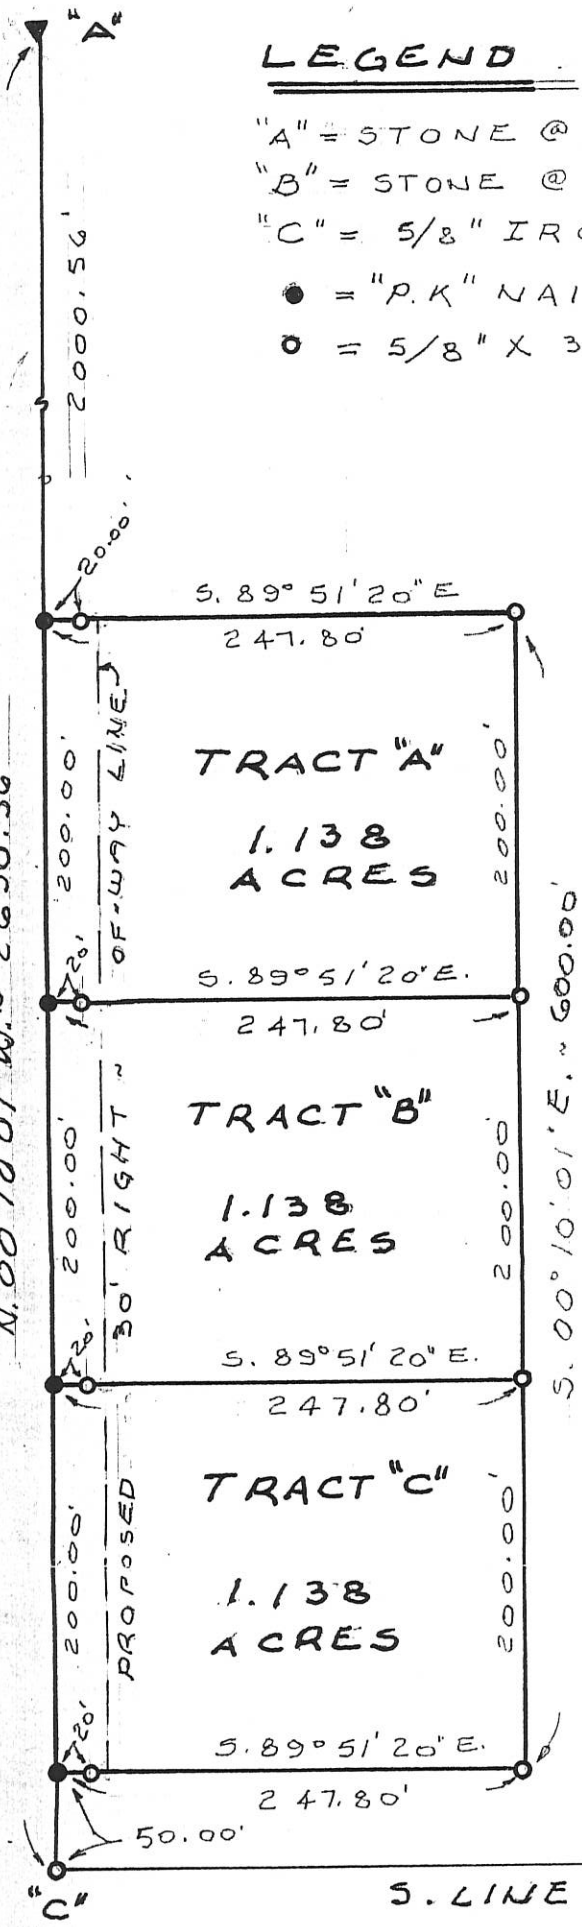 "A"
LEGEND
"A" = STONE @
"B" = STONE @
"C" = 5/8" IR
● = "P.K" NAI
○ = 5/8" X 3
2000.56'
20.00'
S. 89° 51' 20" E
247.80'
200.00'
OF-WAY LINE
TRACT "A"
1.138
ACRES
200.00'
20'
S. 89° 51' 20" E.
247.80'
200.00'
30' RIGHT ~
TRACT "B"
1.138
ACRES
200.00'
S. 00° 10' 01" E. ~ 600.00'
20'
S. 89° 51' 20" E.
247.80'
200.00'
PROPOSED
TRACT "C"
1.138
ACRES
200.00'
20'
S. 89° 51' 20" E.
247.80'
50.00'
"C"
S. LINE